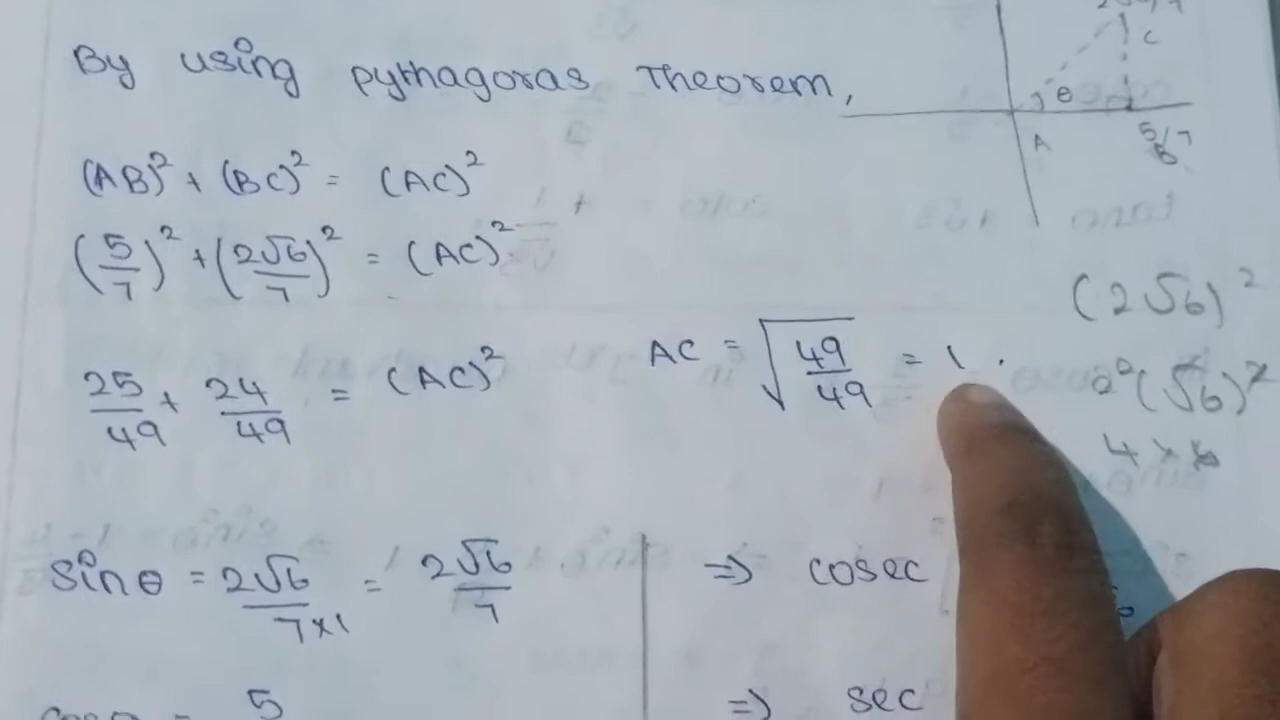 By using pythagoras Theorem,
C
θ
A
5/7
(AB)² + (BC)² = (AC)²
(5/7)² + (2√6/7)² = (AC)²
(2√6)²
25/49 + 24/49 = (AC)²
AC = √49/49 = 1.
2²(√6)²
4 ×
sinθ = 2√6/7×1 = 2√6/7
⇒ cosec
5
⇒ sec